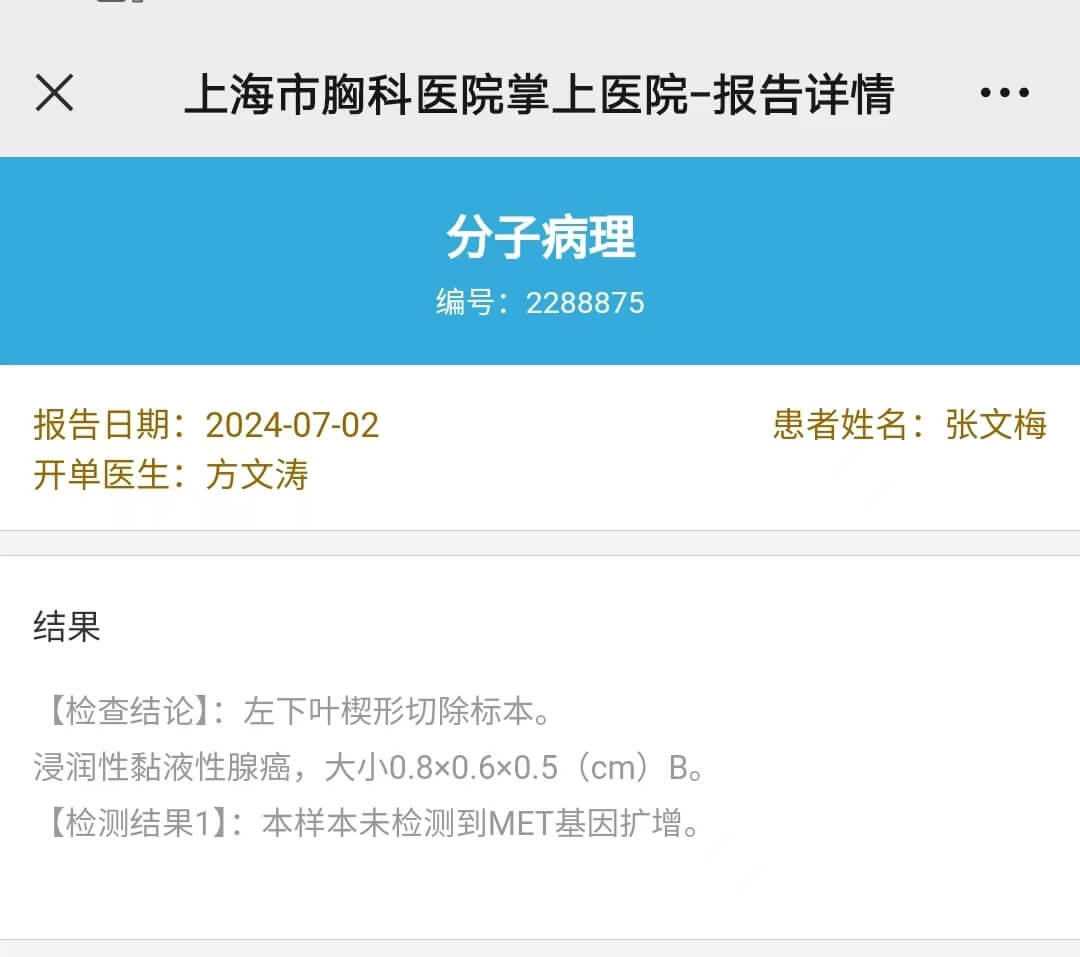 上海市胸科医院掌上医院-报告详情
分子病理
编号：2288875
报告日期：2024-07-02
患者姓名：张文梅
开单医生：方文涛
结果
【检查结论】：左下叶楔形切除标本。
浸润性黏液性腺癌，大小0.8×0.6×0.5（cm）B。
【检测结果1】：本样本未检测到MET基因扩增。